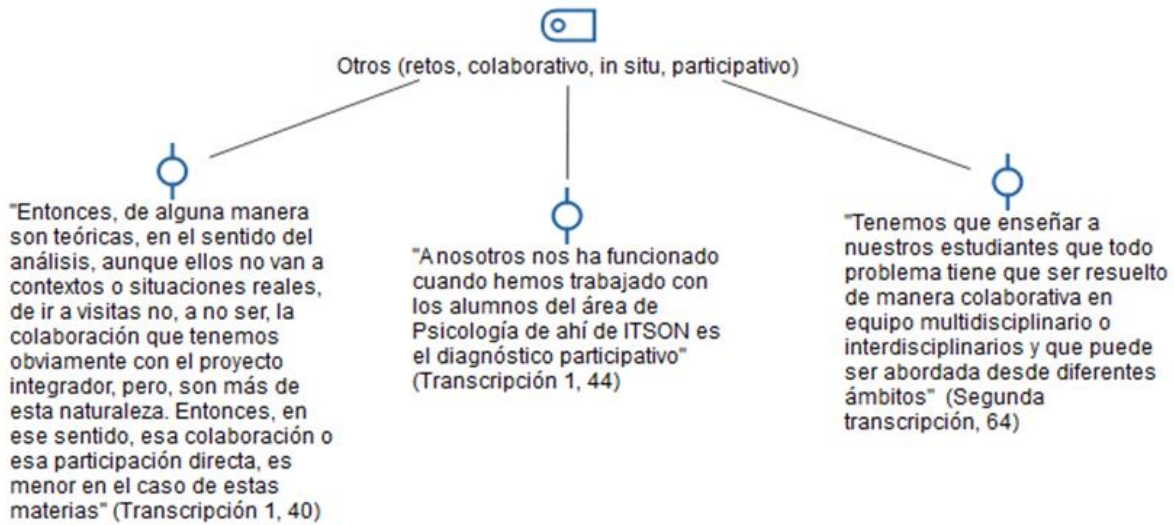 Otros (retos, colaborativo, in situ, participativo)
"Entonces, de alguna manera
son teóricas, en el sentido del
análisis, aunque ellos no van a
contextos o situaciones reales,
de ir a visitas no, a no ser, la
colaboración que tenemos
obviamente con el proyecto
integrador, pero, son más de
esta naturaleza. Entonces, en
ese sentido, esa colaboración o
esa participación directa, es
menor en el caso de estas
materias" (Transcripción 1, 40)
"A nosotros nos ha funcionado
cuando hemos trabajado con
los alumnos del área de
Psicología de ahí de ITSON es
el diagnóstico participativo"
(Transcripción 1, 44)
"Tenemos que enseñar a
nuestros estudiantes que todo
problema tiene que ser resuelto
de manera colaborativa en
equipo multidisciplinario o
interdisciplinarios y que puede
ser abordada desde diferentes
ámbitos" (Segunda
transcripción, 64)